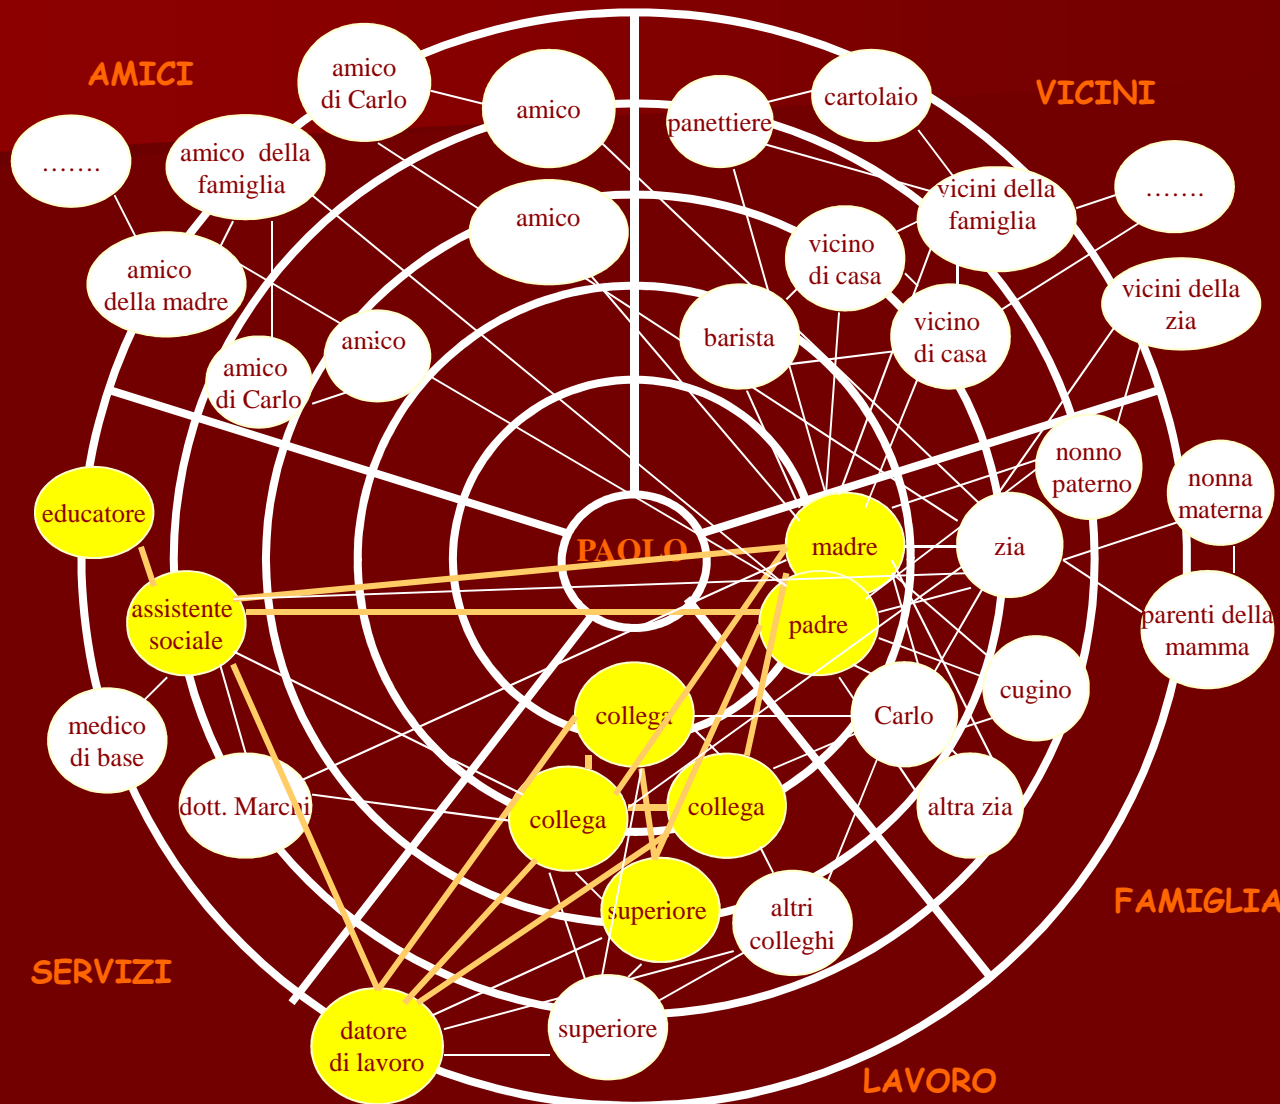 AMICI
VICINI
amico
di Carlo
amico
panettiere
cartolaio
…….
amico della
famiglia
amico
vicini della
famiglia
…….
amico
della madre
vicino
di casa
vicini della
zia
amico
di Carlo
amico
barista
vicino
di casa
nonno
paterno
nonna
materna
educatore
PAOLO
madre
zia
assistente
sociale
padre
parenti della
mamma
medico
di base
collega
Carlo
cugino
dott. Marchi
collega
collega
altra zia
superiore
altri
colleghi
FAMIGLIA
SERVIZI
datore
di lavoro
superiore
LAVORO